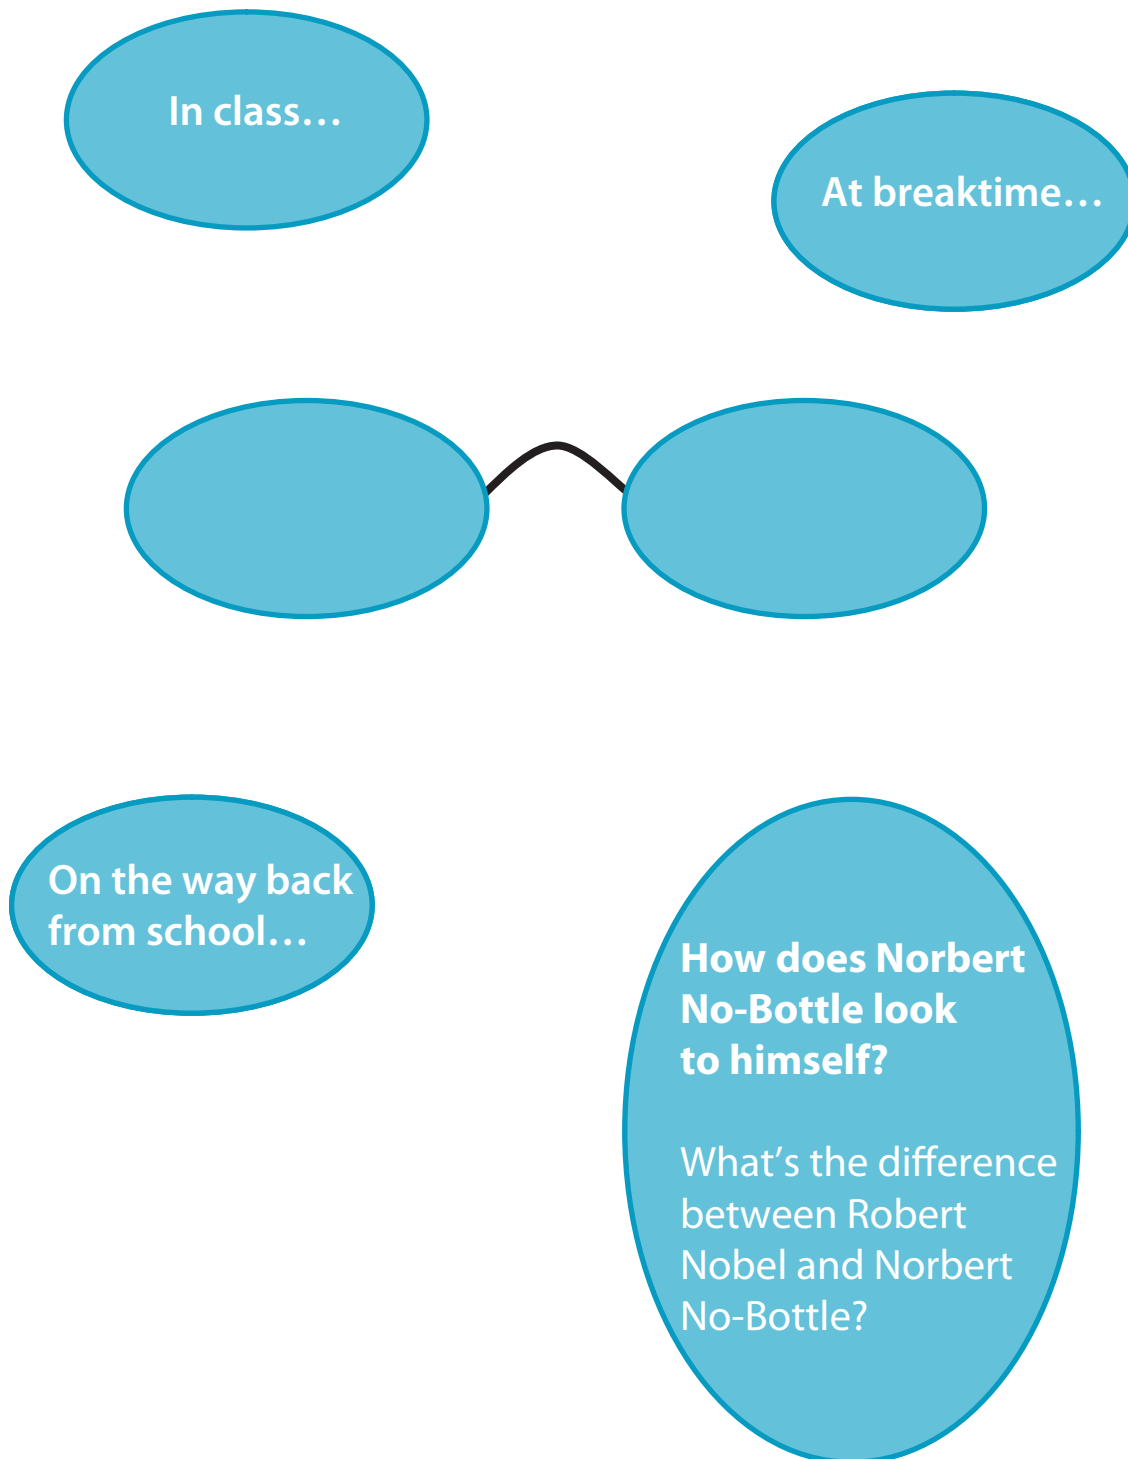 In class…
At breaktime…
On the way back
from school…
How does Norbert
No-Bottle look
to himself?
What's the difference
between Robert
Nobel and Norbert
No-Bottle?